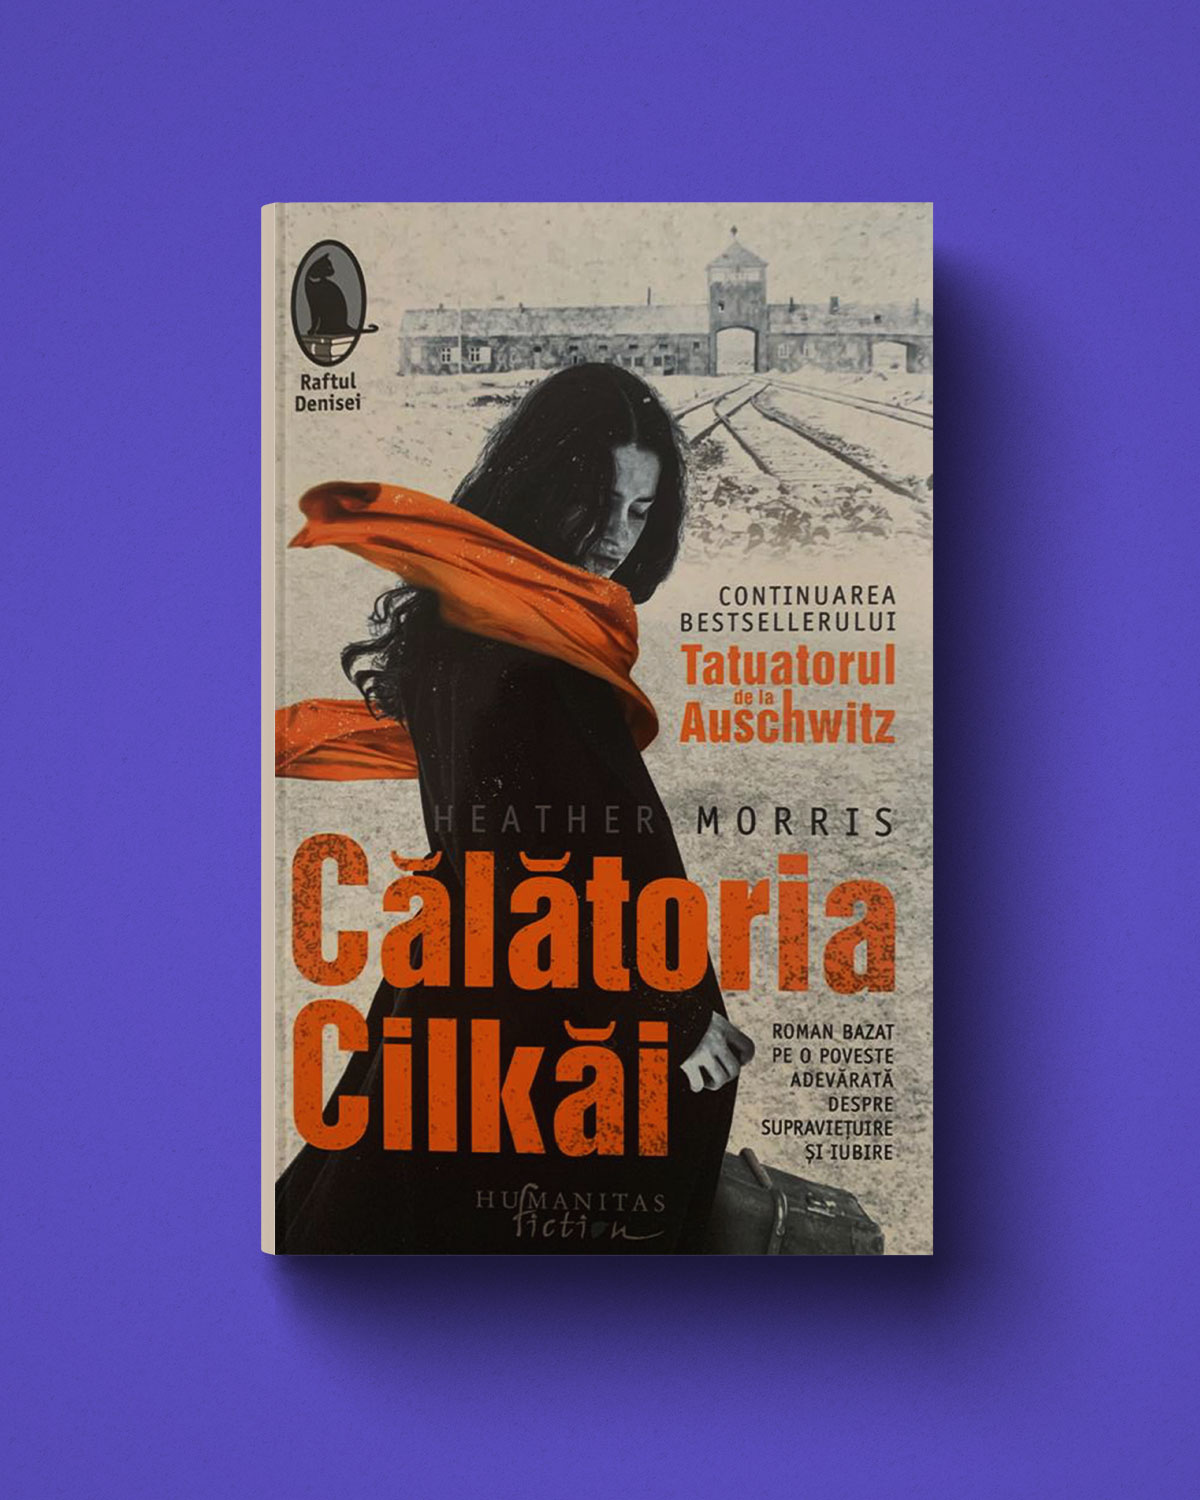 Raftul
Denisei
CONTINUAREA
BESTSELLERULUI
Tatuatorul
de la
Auschwitz
HEATHER MORRIS
Călătoria
Cilkăi
ROMAN BAZAT
PE O POVESTE
ADEVĂRATĂ
DESPRE
SUPRAVIEȚUIRE
ȘI IUBIRE
HUMANITAS
fiction